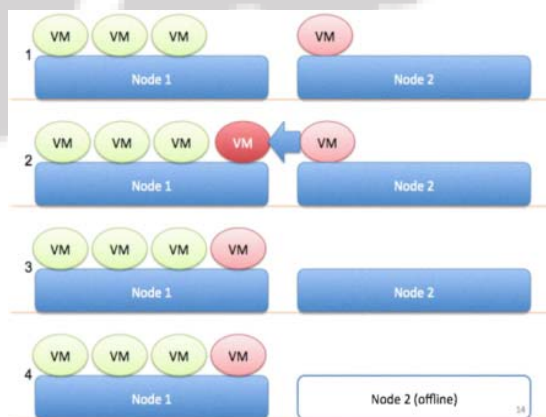 VM VM VM VM
1
Node 1 Node 2
VM VM VM VM VM
2
Node 1 Node 2
VM VM VM VM
3
Node 1 Node 2
VM VM VM VM
4
Node 1 Node 2 (offline)
14